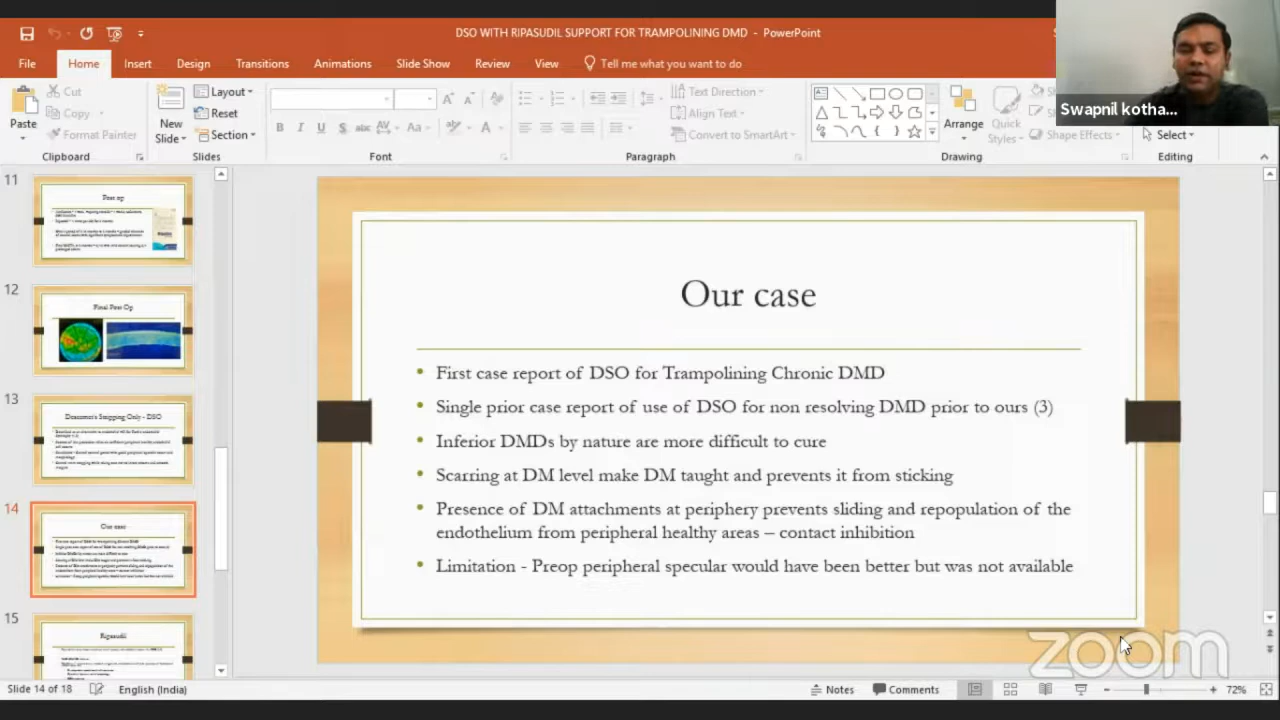 DSO WITH RIPASUDIL SUPPORT FOR TRAMPOLINING DMD - PowerPoint
File Home Insert Design Transitions Animations Slide Show Review View Tell me what you want to do
Swapnil kotha...
Paste
Cut
Copy
Format Painter
Clipboard
New
Slide
Layout
Reset
Section
Slides
B I U S abc AV Aa A
Font
Text Direction
Align Text
Convert to SmartArt
Paragraph
Arrange
Quick
Styles
Shape Effects
Drawing
Select
Editing
11
Post op
12
Final Post Op
13
Descemet's Stripping Only - DSO
14
Our case
15
Ripasudil
Our case
• First case report of DSO for Trampolining Chronic DMD
• Single prior case report of use of DSO for non resolving DMD prior to ours (3)
• Inferior DMDs by nature are more difficult to cure
• Scarring at DM level make DM taught and prevents it from sticking
• Presence of DM attachments at periphery prevents sliding and repopulation of the
endothelium from peripheral healthy areas – contact inhibition
• Limitation - Preop peripheral specular would have been better but was not available
zoom
Slide 14 of 18 English (India) Notes Comments 72%